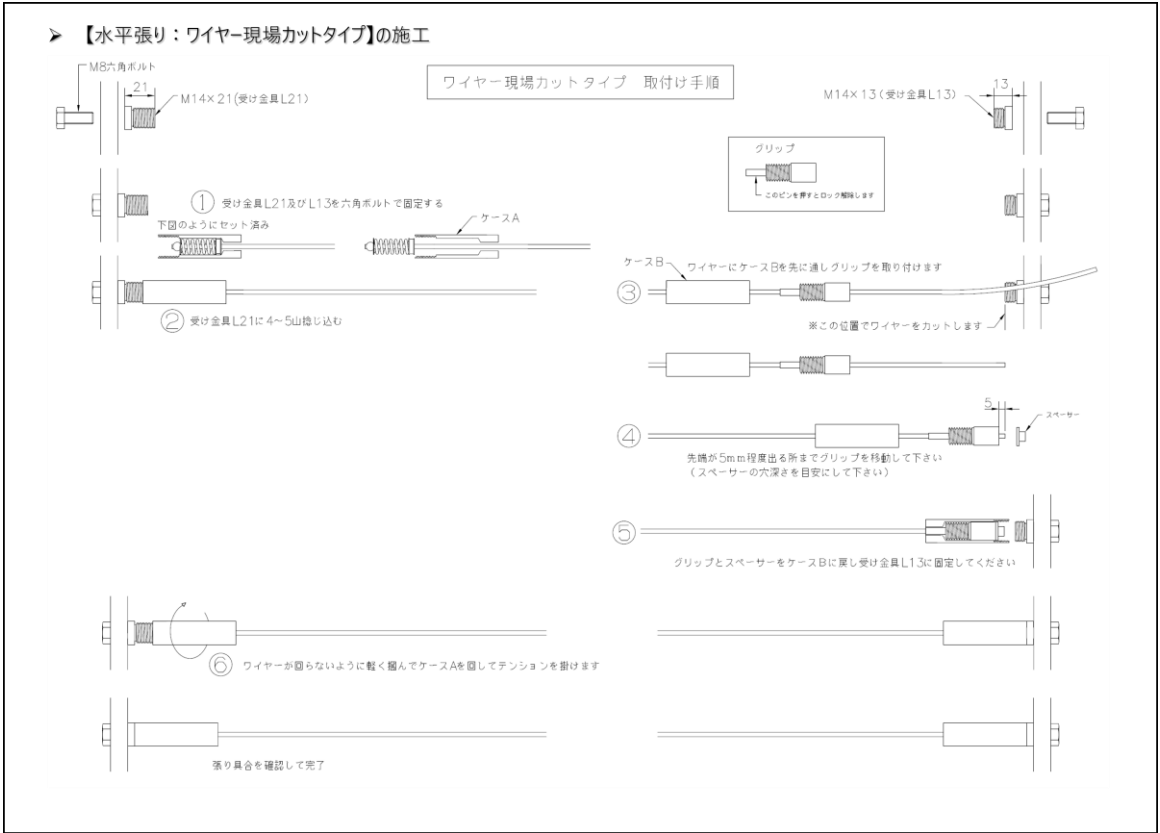 ➤ 【水平張り：ワイヤー現場カットタイプ】の施工
M8六角ボルト
ワイヤー現場カットタイプ 取付け手順
21
M14×21(受け金具L21)
13
M14×13(受け金具L13)
グリップ
このピンを押すとロック解除します
① 受け金具L21及びL13を六角ボルトで固定する
下図のようにセット済み
ケースA
ケースB
ワイヤーにケースBを先に通しグリップを取り付けます
③
② 受け金具L21に4～5山捻じ込む
※この位置でワイヤーをカットします
5
スペーサー
④
先端が5mm程度出る所までグリップを移動して下さい
(スペーサーの穴深さを目安にして下さい)
⑤
グリップとスペーサーをケースBに戻し受け金具L13に固定してください
⑥ ワイヤーが回らないように軽く掴んでケースAを回してテンションを掛けます
張り具合を確認して完了